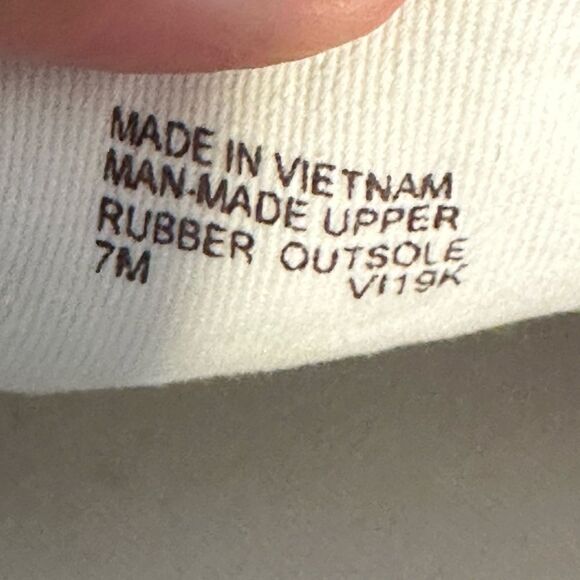 MADE IN VIETNAM
MAN-MADE UPPER
RUBBER OUTSOLE
7M VI19K